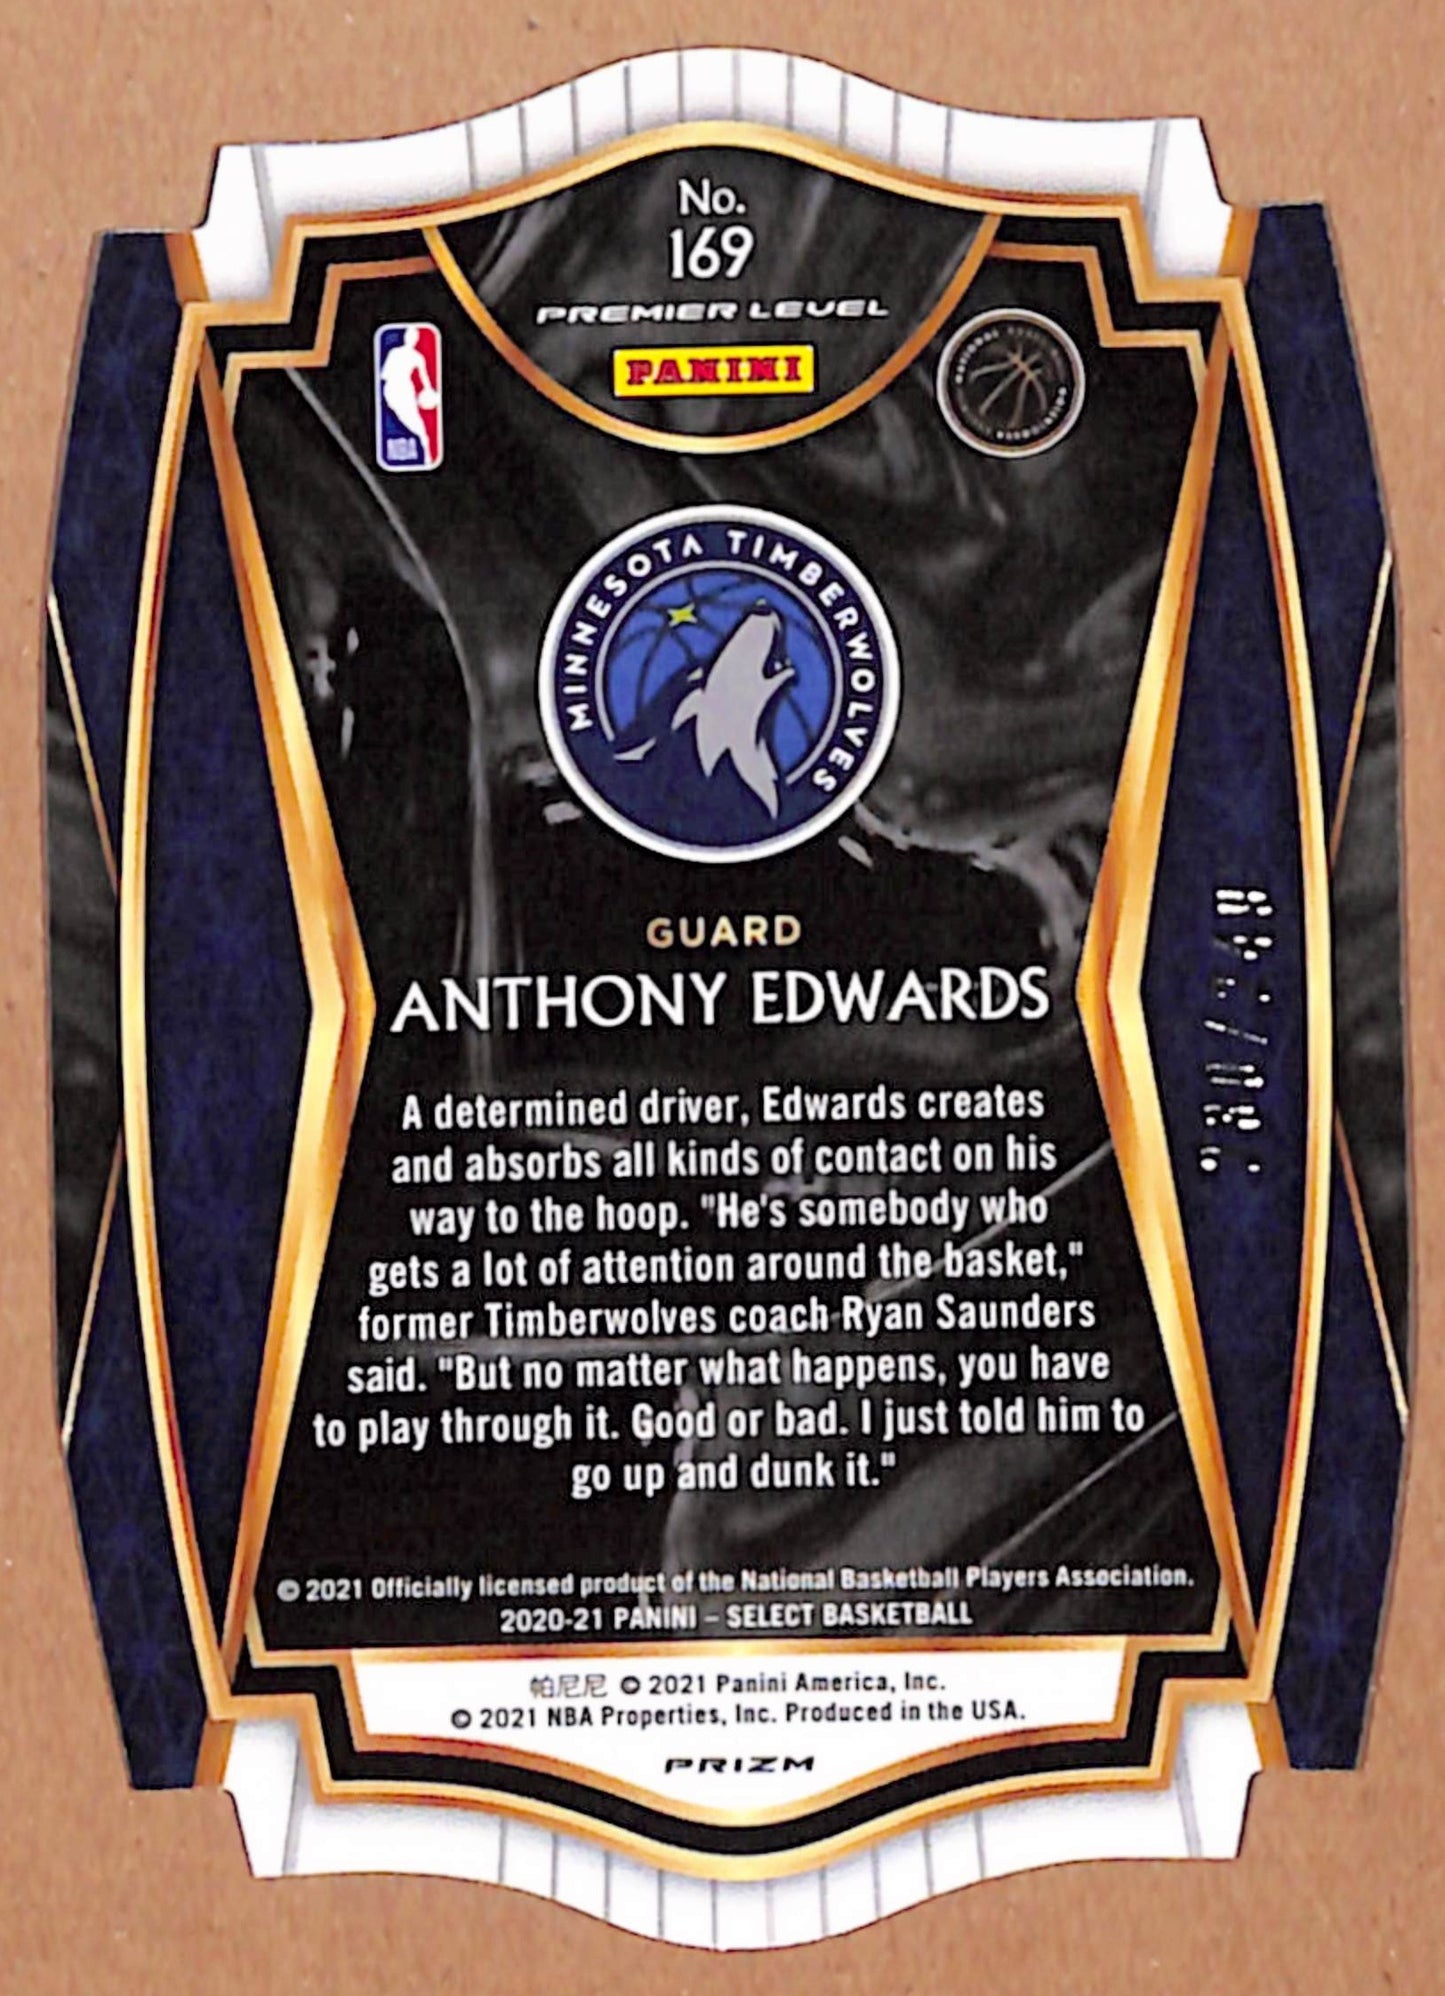 No.
169
PREMIER LEVEL
PANINI
NBA
MINNESOTA TIMBERWOLVES
GUARD
ANTHONY EDWARDS
A determined driver, Edwards creates
and absorbs all kinds of contact on his
way to the hoop. "He's somebody who
gets a lot of attention around the basket,"
former Timberwolves coach Ryan Saunders
said. "But no matter what happens, you have
to play through it. Good or bad. I just told him to
go up and dunk it."
© 2021 Officially licensed product of the National Basketball Players Association.
2020-21 PANINI – SELECT BASKETBALL
帕尼尼 © 2021 Panini America, Inc.
© 2021 NBA Properties, Inc. Produced in the USA.
PRIZM